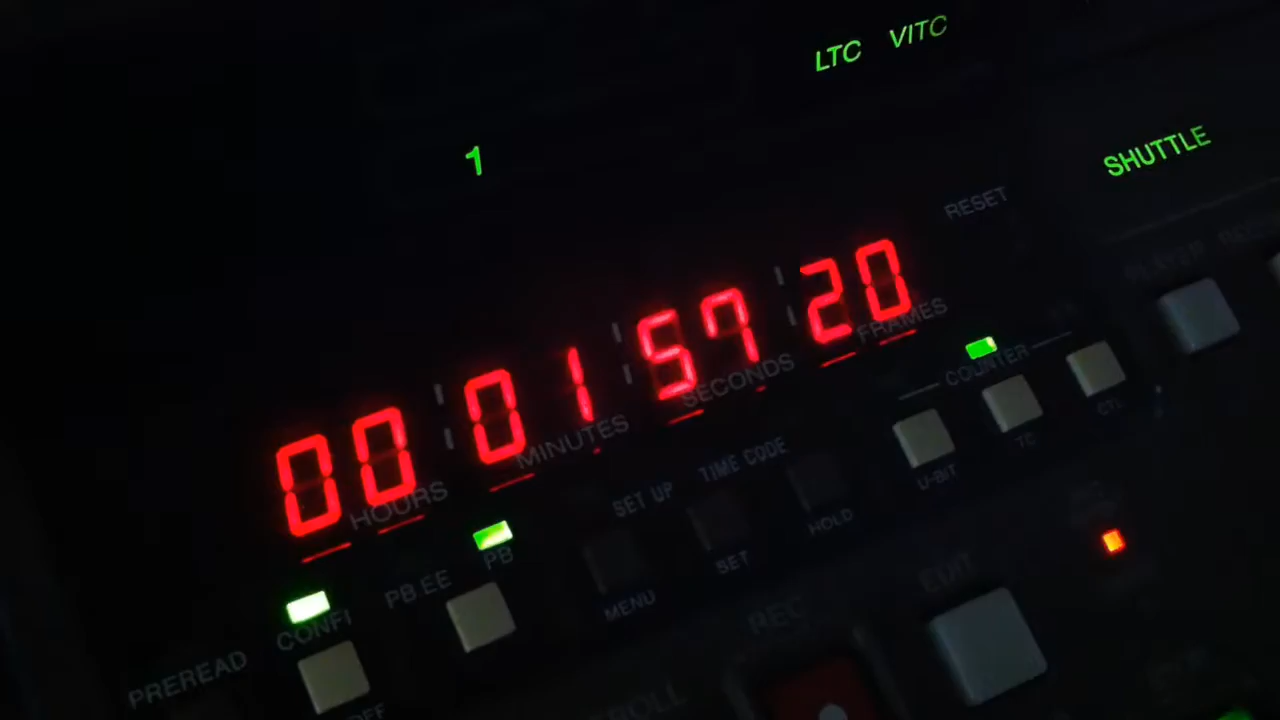 LTC VITC
1
SHUTTLE
RESET
00 01 57 20
HOURS MINUTES SECONDS FRAMES
COUNTER
U-BIT TC CTL
SET UP TIME CODE
MENU SET HOLD
PREREAD CONFI PB EE PB
OFF
EDIT
REC